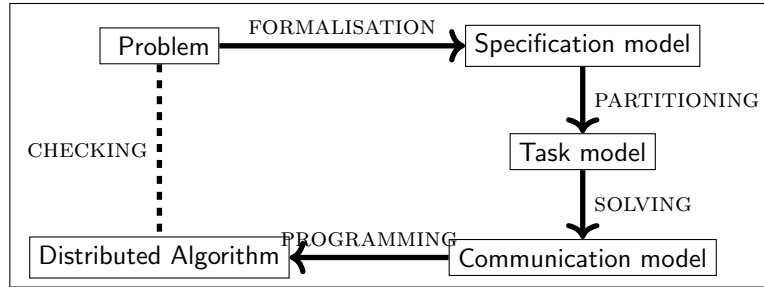 Problem
FORMALISATION
Specification model
PARTITIONING
CHECKING
Task model
SOLVING
Distributed Algorithm
PROGRAMMING
Communication model